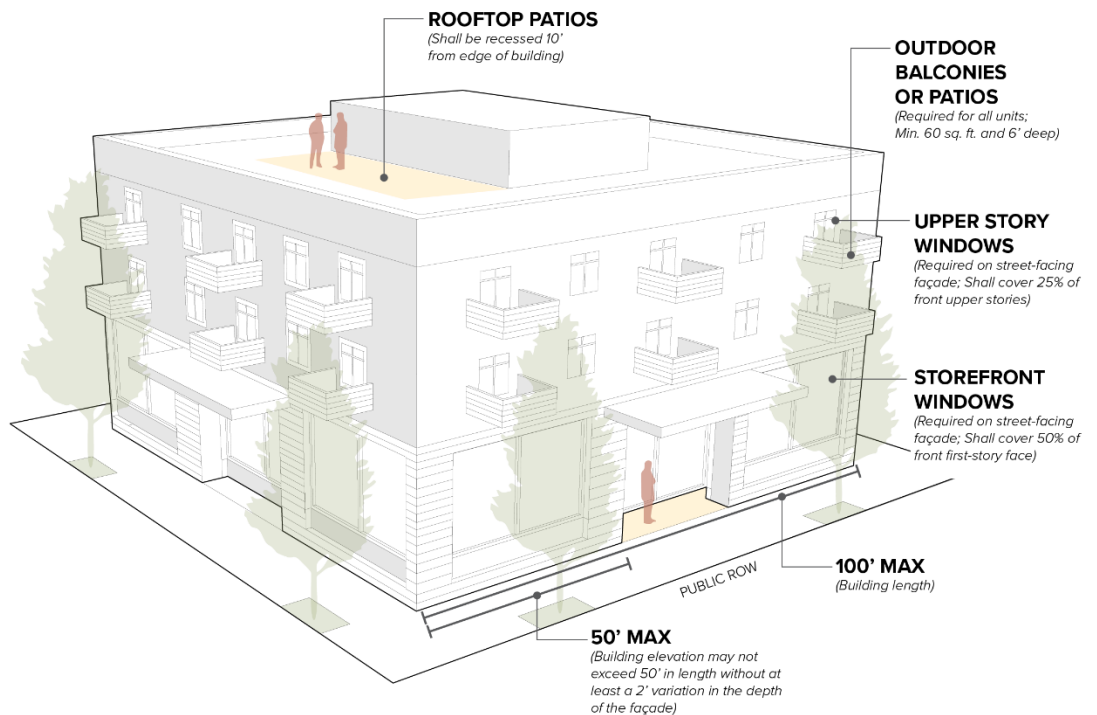 ROOFTOP PATIOS
(Shall be recessed 10’
from edge of building)
OUTDOOR
BALCONIES
OR PATIOS
(Required for all units;
Min. 60 sq. ft. and 6’ deep)
UPPER STORY
WINDOWS
(Required on street-facing
façade; Shall cover 25% of
front upper stories)
STOREFRONT
WINDOWS
(Required on street-facing
façade; Shall cover 50% of
front first-story face)
100’ MAX
(Building length)
PUBLIC ROW
50’ MAX
(Building elevation may not
exceed 50’ in length without at
least a 2’ variation in the depth
of the façade)